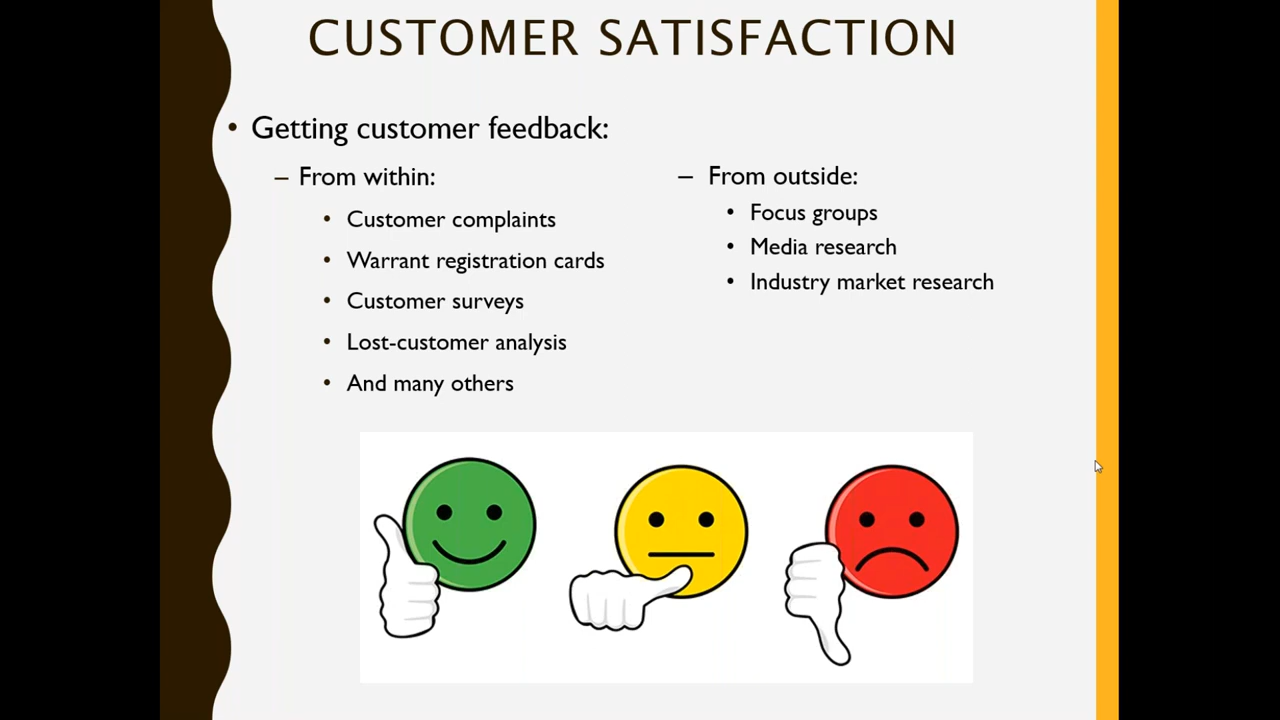 CUSTOMER SATISFACTION
• Getting customer feedback:
– From within:
• Customer complaints
• Warrant registration cards
• Customer surveys
• Lost-customer analysis
• And many others
– From outside:
• Focus groups
• Media research
• Industry market research